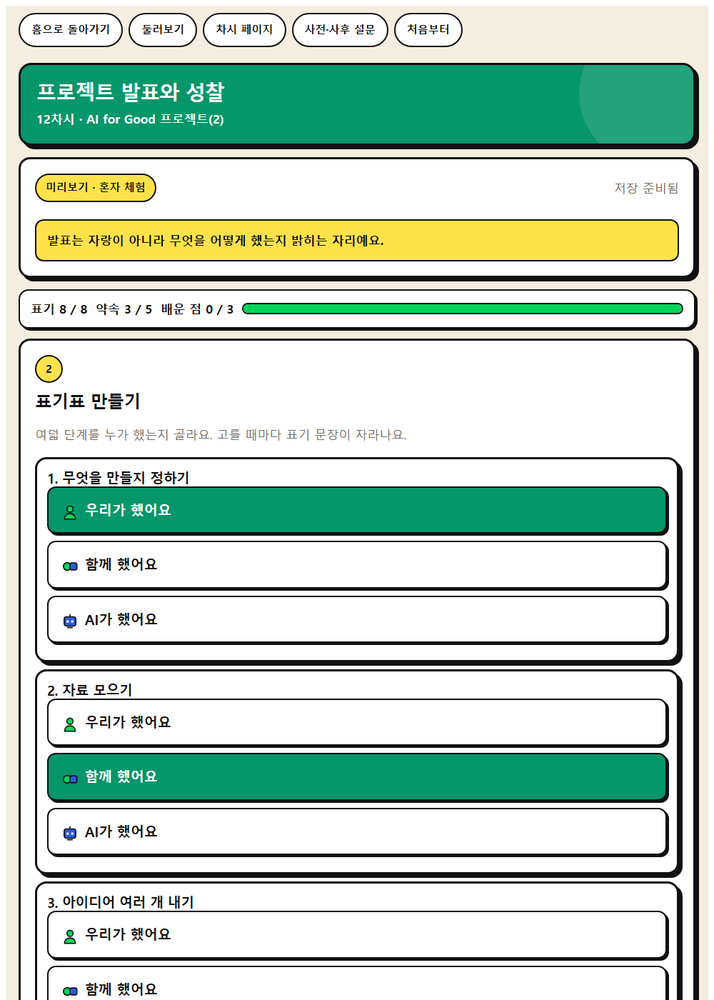 홈으로 돌아가기
둘러보기
차시 페이지
사전·사후 설문
처음부터
프로젝트 발표와 성찰
12차시 · AI for Good 프로젝트(2)
미리보기 · 혼자 체험
저장 준비됨
발표는 자랑이 아니라 무엇을 어떻게 했는지 밝히는 자리예요.
표기 8 / 8 약속 3 / 5 배운 점 0 / 3
2
표기표 만들기
여덟 단계를 누가 했는지 골라요. 고를 때마다 표기 문장이 자라나요.
1. 무엇을 만들지 정하기
우리가 했어요
함께 했어요
AI가 했어요
2. 자료 모으기
우리가 했어요
함께 했어요
AI가 했어요
3. 아이디어 여러 개 내기
우리가 했어요
함께 했어요